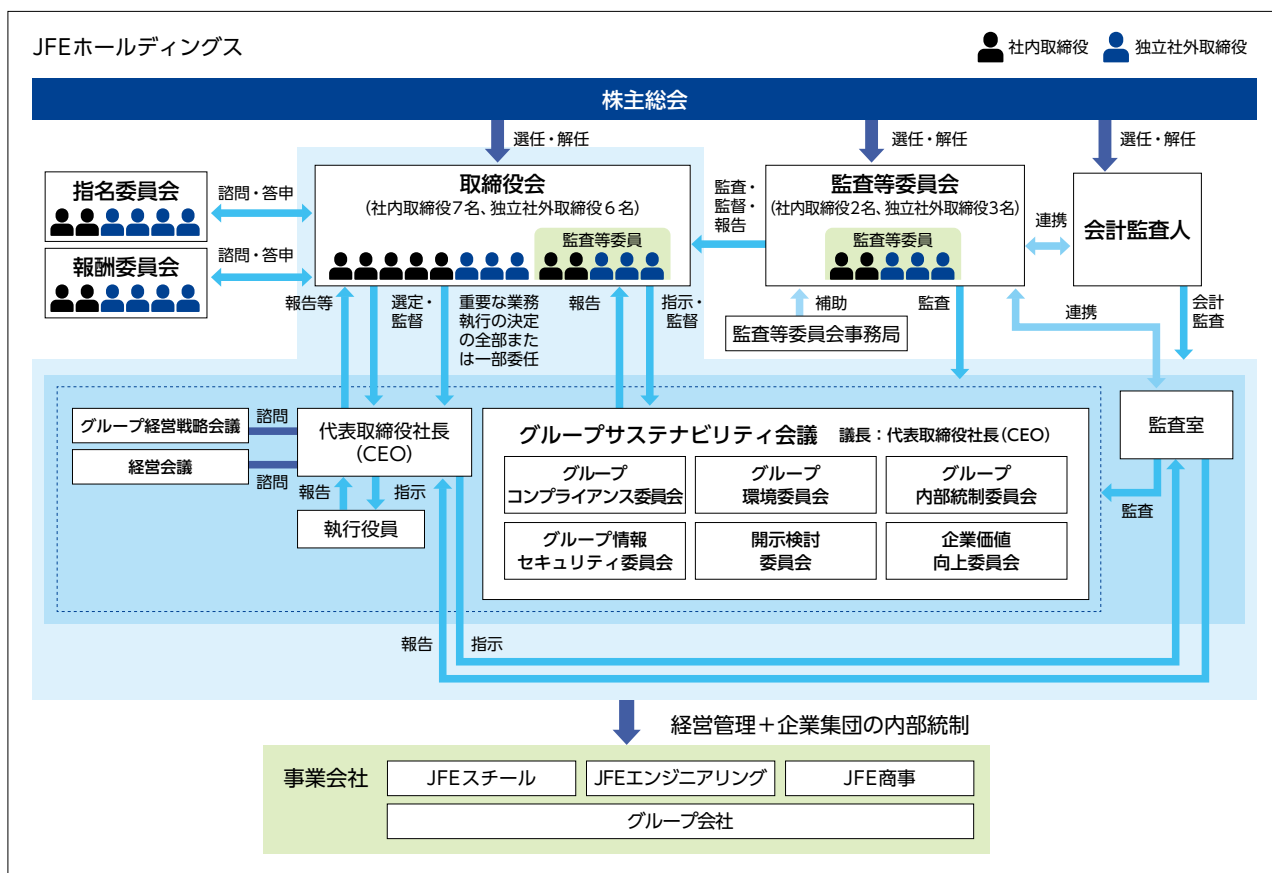 JFEホールディングス
社内取締役
独立社外取締役
株主総会
選任・解任
選任・解任
選任・解任
指名委員会
諮問・答申
報酬委員会
諮問・答申
取締役会
(社内取締役7名、独立社外取締役6名)
監査等委員
監査・
監督・
報告
監査等委員会
(社内取締役2名、独立社外取締役3名)
監査等委員
連携
会計監査人
報告等
選定・
監督
重要な業務
執行の決定
の全部また
は一部委任
報告
指示・
監督
補助
監査等委員会事務局
監査
連携
会計
監査
グループ経営戦略会議
諮問
経営会議
諮問
代表取締役社長
(CEO)
報告
指示
執行役員
グループサステナビリティ会議 議長：代表取締役社長(CEO)
グループ
コンプライアンス委員会
グループ
環境委員会
グループ
内部統制委員会
グループ情報
セキュリティ委員会
開示検討
委員会
企業価値
向上委員会
監査室
監査
報告
指示
経営管理＋企業集団の内部統制
事業会社
JFEスチール
JFEエンジニアリング
JFE商事
グループ会社